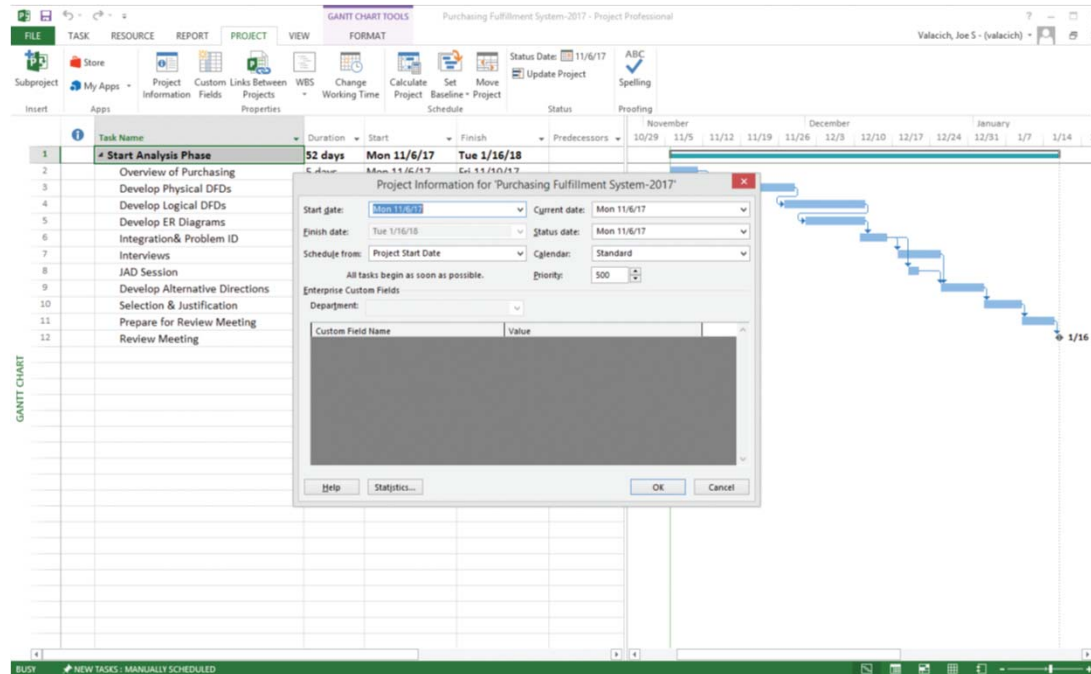 GANTT CHART TOOLS
Purchasing Fulfillment System-2017 - Project Professional
FILE TASK RESOURCE REPORT PROJECT VIEW FORMAT
Valacich, Joe S - (valacich)
Subproject
Store
My Apps
Project Information
Custom Fields
Links Between Projects
WBS
Change Working Time
Calculate Project
Set Baseline
Move Project
Status Date: 11/6/17
Update Project
ABC
Spelling
Insert Apps Properties Schedule Status Proofing
Task Name Duration Start Finish Predecessors
November December January
10/29 11/5 11/12 11/19 11/26 12/3 12/10 12/17 12/24 12/31 1/7 1/14
1 Start Analysis Phase 52 days Mon 11/6/17 Tue 1/16/18
2 Overview of Purchasing 5 days Mon 11/6/17 Fri 11/10/17
3 Develop Physical DFDs
4 Develop Logical DFDs
5 Develop ER Diagrams
6 Integration& Problem ID
7 Interviews
8 JAD Session
9 Develop Alternative Directions
10 Selection & Justification
11 Prepare for Review Meeting
12 Review Meeting
1/16
GANTT CHART
Project Information for 'Purchasing Fulfillment System-2017'
Start date: Mon 11/6/17 Current date: Mon 11/6/17
Finish date: Tue 1/16/18 Status date: Mon 11/6/17
Schedule from: Project Start Date Calendar: Standard
All tasks begin as soon as possible. Priority: 500
Enterprise Custom Fields
Department:
Custom Field Name Value
Help Statistics... OK Cancel
BUSY NEW TASKS : MANUALLY SCHEDULED